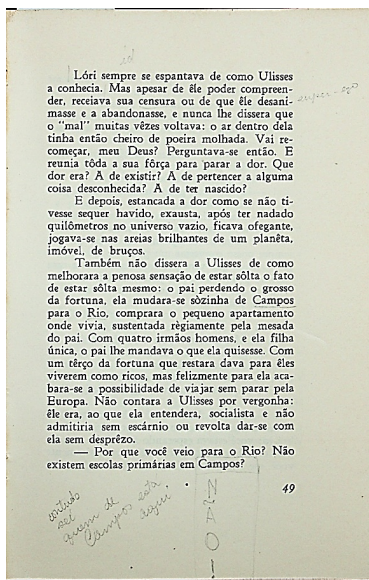 Lóri sempre se espantava de como Ulisses
a conhecia. Mas apesar de êle poder compreen-
der, receiava sua censura ou de que êle desani-
masse e a abandonasse, e nunca lhe dissera que
o "mal" muitas vêzes voltava: o ar dentro dela
tinha então cheiro de poeira molhada. Vai re-
começar, meu Deus? Perguntava-se então. E
reunia tôda a sua fôrça para parar a dor. Que
dor era? A de existir? A de pertencer a alguma
coisa desconhecida? A de ter nascido?
E depois, estancada a dor como se não ti-
vesse sequer havido, exausta, após ter nadado
quilômetros no universo vazio, ficava ofegante,
jogava-se nas areias brilhantes de um planêta,
imóvel, de bruços.
Também não dissera a Ulisses de como
melhorara a penosa sensação de estar sôlta o fato
de estar sôlta mesmo: o pai perdendo o grosso
da fortuna, ela mudara-se sòzinha de Campos
para o Rio, comprara o pequeno apartamento
onde vivia, sustentada règiamente pela mesada
do pai. Com quatro irmãos homens, e ela filha
única, o pai lhe mandava o que ela quisesse. Com
um têrço da fortuna que restara dava para êles
viverem como ricos, mas felizmente para ela aca-
bara-se a possibilidade de viajar sem parar pela
Europa. Não contara a Ulisses por vergonha:
êle era, ao que ela entendera, socialista e não
admitiria sem escárnio ou revolta dar-se com
ela sem desprêzo.
— Por que você veio para o Rio? Não
existem escolas primárias em Campos?
49
contudo
sei
quem de
Campos está
aqui
NÃO